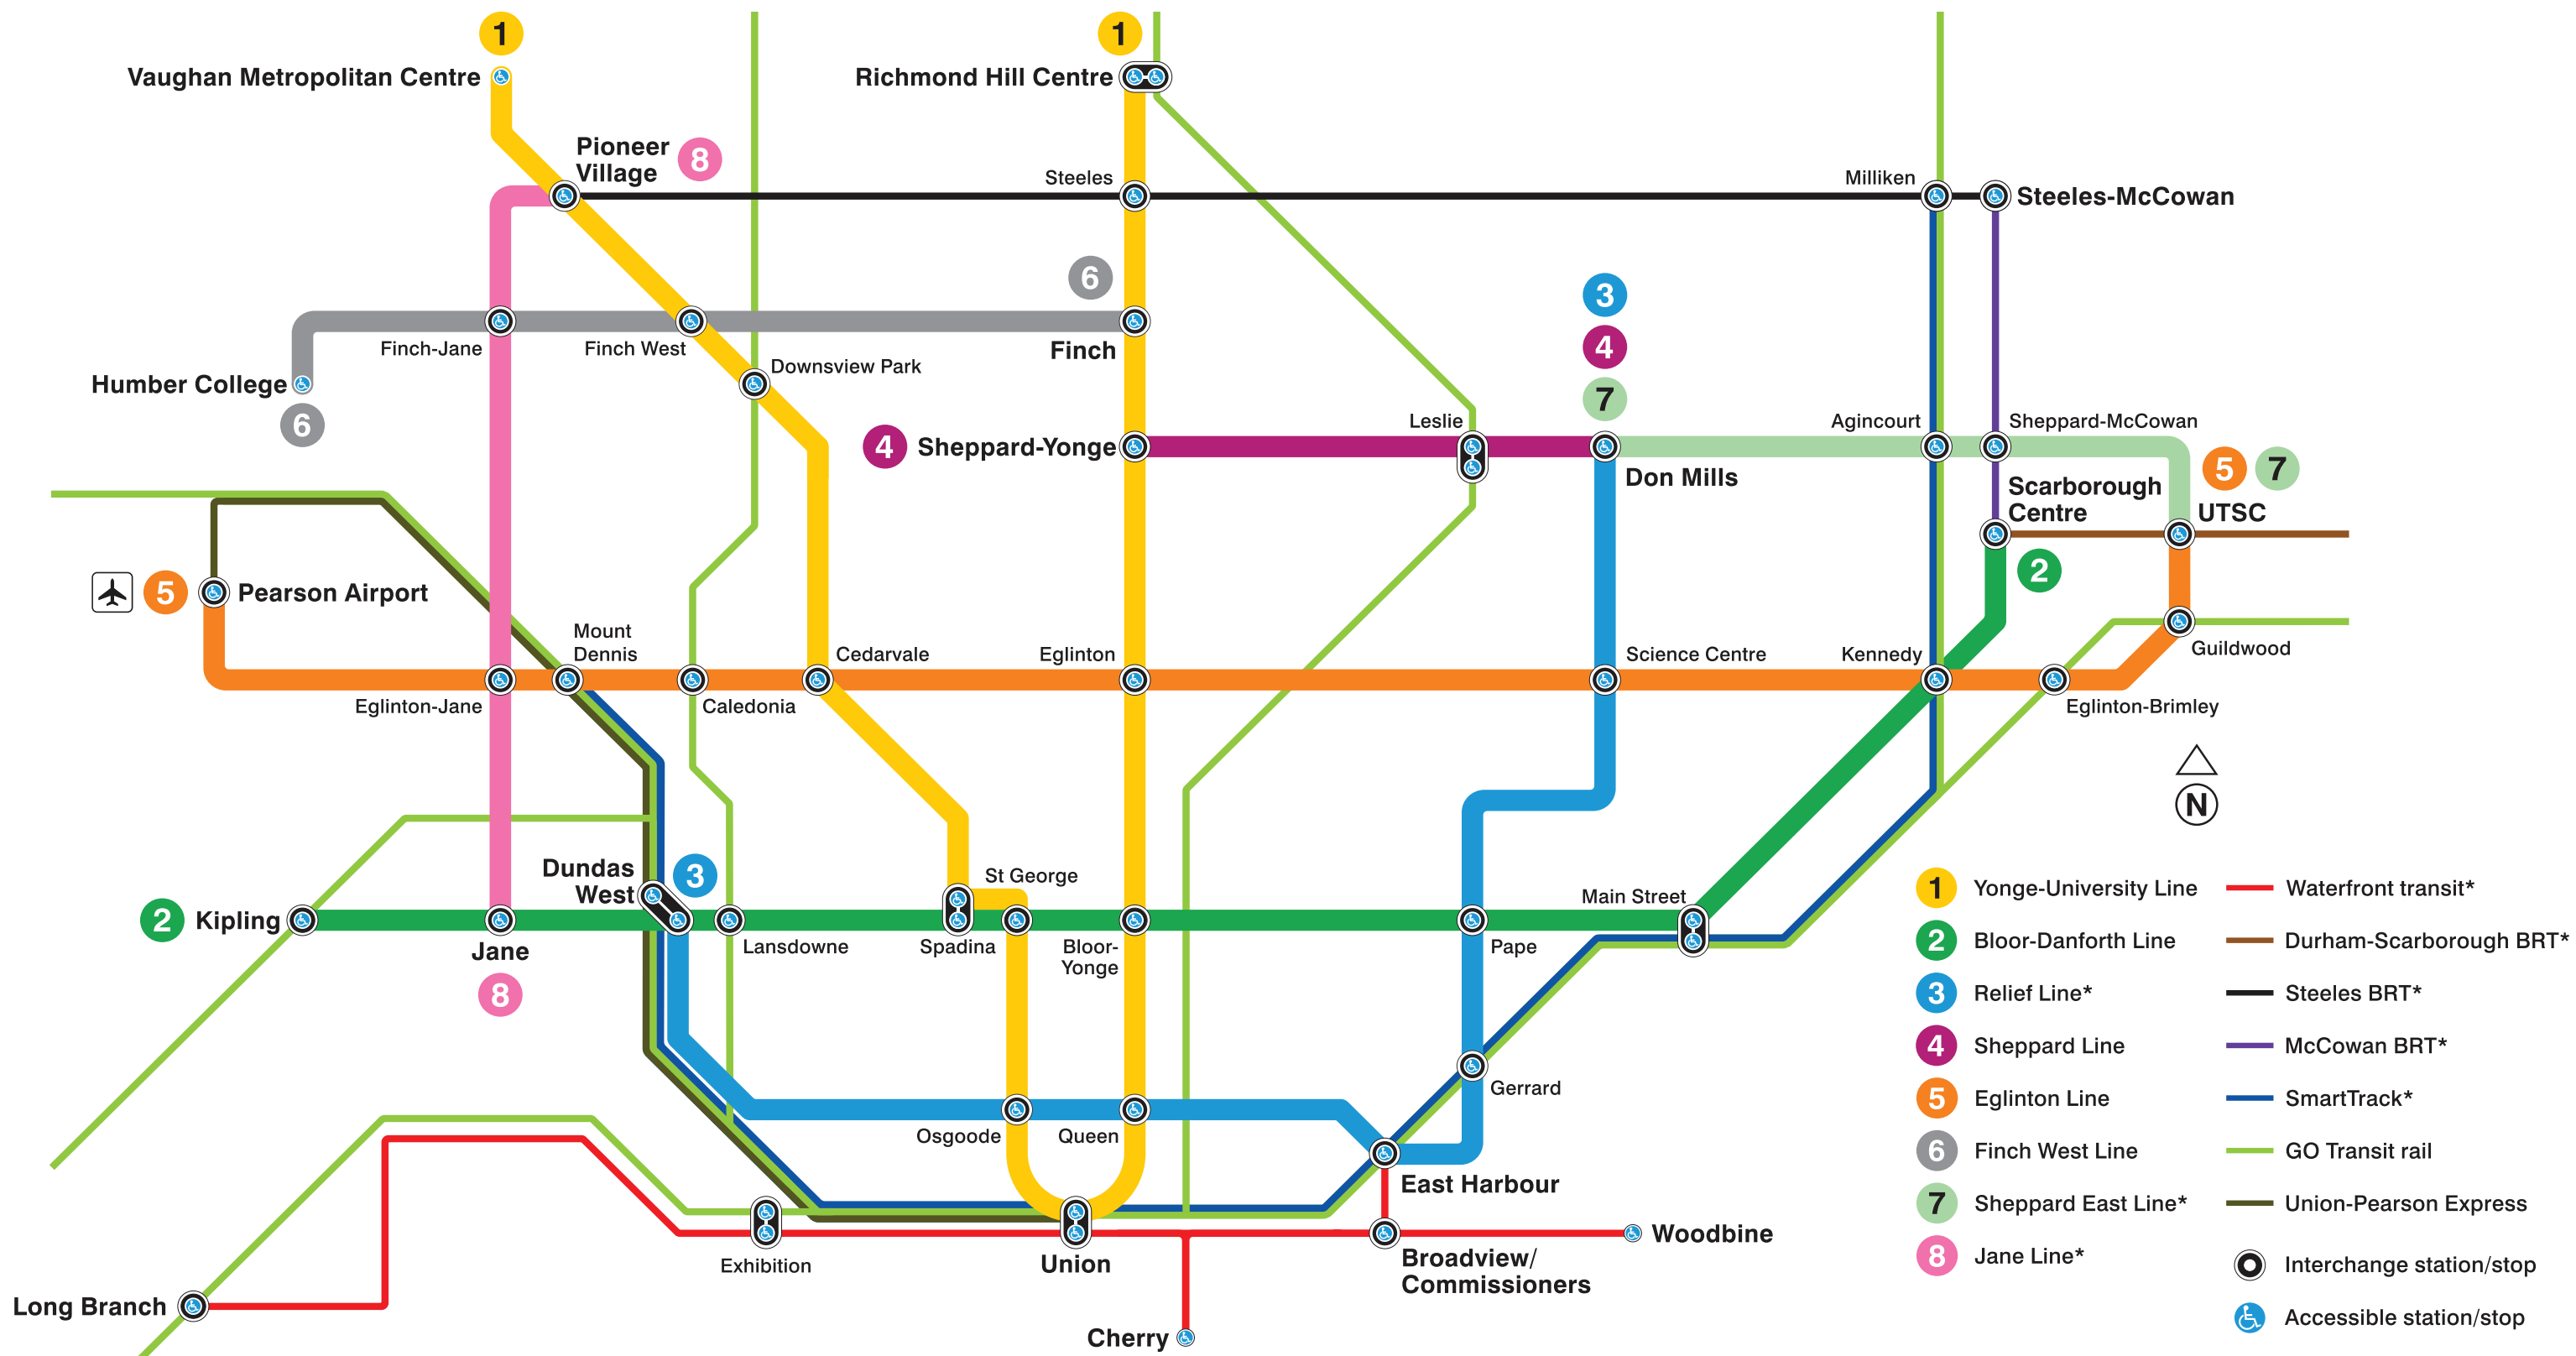 1
1
Vaughan Metropolitan Centre
Richmond Hill Centre
Pioneer
Village
8
Steeles
Milliken
Steeles-McCowan
6
3
Finch-Jane
Finch West
Finch
4
Downsview Park
Humber College
7
6
Leslie
Agincourt
Sheppard-McCowan
4
Sheppard-Yonge
Don Mills
5
7
Scarborough
Centre
UTSC
2
5
Pearson Airport
Mount
Dennis
Cedarvale
Eglinton
Science Centre
Kennedy
Guildwood
Eglinton-Jane
Caledonia
Eglinton-Brimley
N
Dundas
West
3
St George
Main Street
2
Kipling
Jane
Lansdowne
Spadina
Bloor-
Yonge
Pape
8
Gerrard
Osgoode
Queen
East Harbour
Woodbine
Exhibition
Union
Broadview/
Commissioners
Long Branch
Cherry
1
Yonge-University Line
2
Bloor-Danforth Line
3
Relief Line*
4
Sheppard Line
5
Eglinton Line
6
Finch West Line
7
Sheppard East Line*
8
Jane Line*
Waterfront transit*
Durham-Scarborough BRT*
Steeles BRT*
McCowan BRT*
SmartTrack*
GO Transit rail
Union-Pearson Express
Interchange station/stop
Accessible station/stop